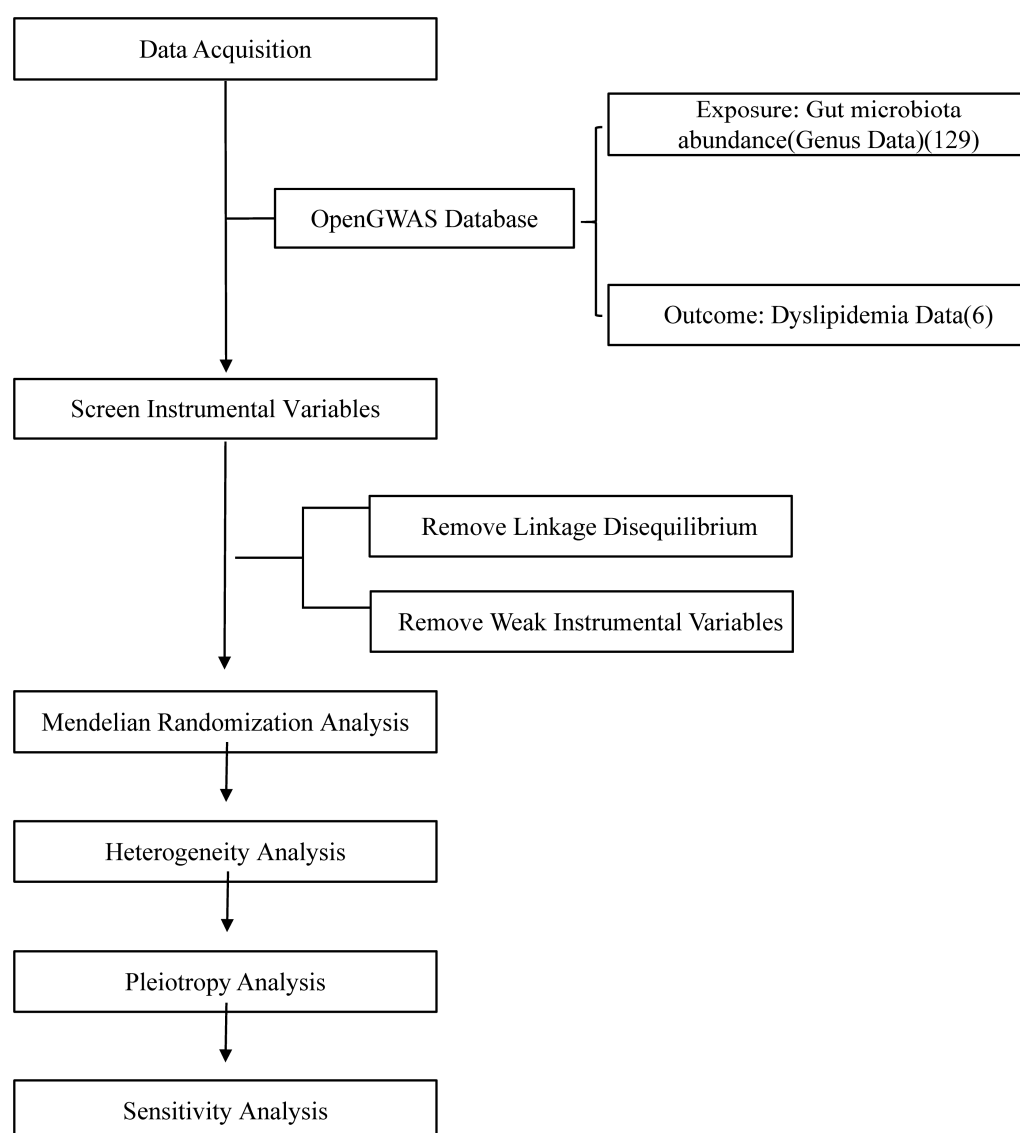 Data Acquisition
Exposure: Gut microbiota
abundance(Genus Data)(129)
OpenGWAS Database
Outcome: Dyslipidemia Data(6)
Screen Instrumental Variables
Remove Linkage Disequilibrium
Remove Weak Instrumental Variables
Mendelian Randomization Analysis
Heterogeneity Analysis
Pleiotropy Analysis
Sensitivity Analysis